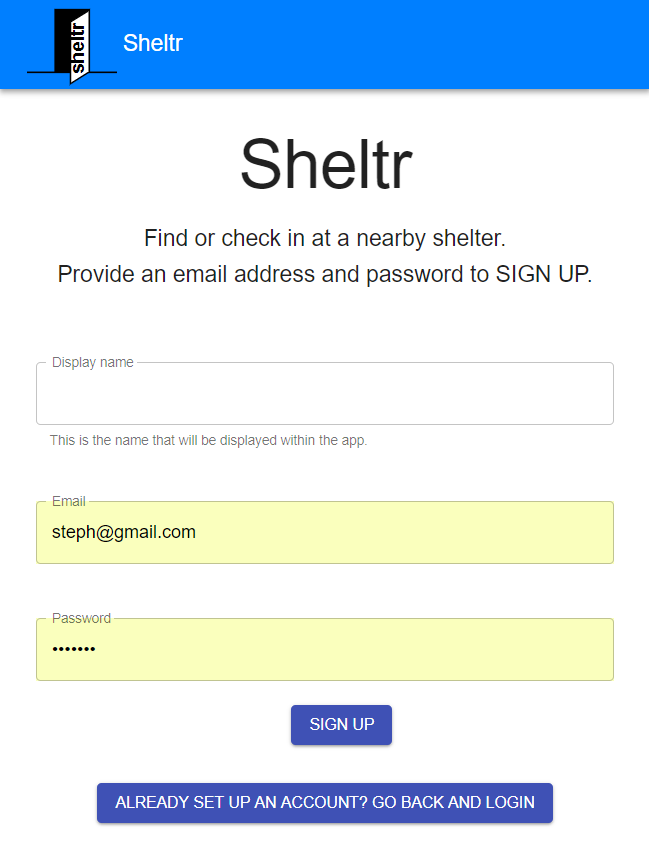 sheltr
Sheltr
Sheltr
Find or check in at a nearby shelter.
Provide an email address and password to SIGN UP.
Display name
This is the name that will be displayed within the app.
Email
steph@gmail.com
Password
•••••••
SIGN UP
ALREADY SET UP AN ACCOUNT? GO BACK AND LOGIN